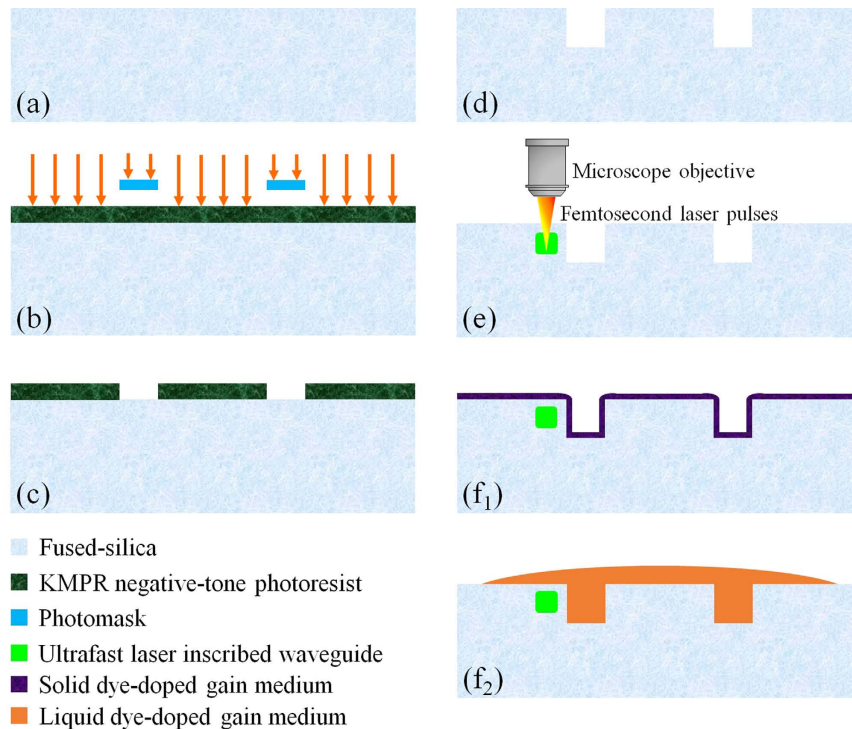 (a)
(b)
(c)
Fused-silica
KMPR negative-tone photoresist
Photomask
Ultrafast laser inscribed waveguide
Solid dye-doped gain medium
Liquid dye-doped gain medium
(d)
Microscope objective
Femtosecond laser pulses
(e)
(f1)
(f2)